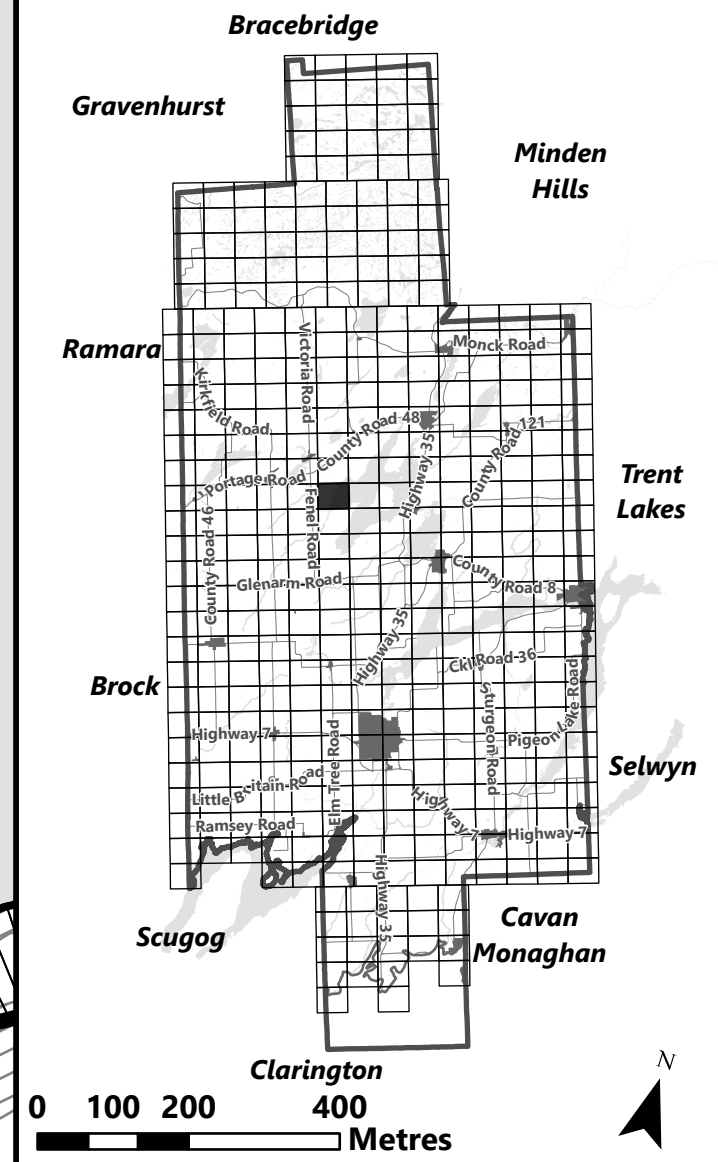 Bracebridge
Gravenhurst
Minden
Hills
Ramara
Monck Road
Victoria Road
Kirkfield Road
County Road 48
County Road 121
Highway 35
Portage Road
Fenel Road
Trent
Lakes
County Road 46
Glenarm Road
County Road 8
Highway 35
Ckl Road 36
Brock
Sturgeon Road
Pigeon Lake Road
Highway 7
Elm Tree Road
Selwyn
Little Britain Road
Ramsey Road
Highway 7
Highway 7
Highway 35
Scugog
Cavan
Monaghan
Clarington
N
0 100 200 400
Metres